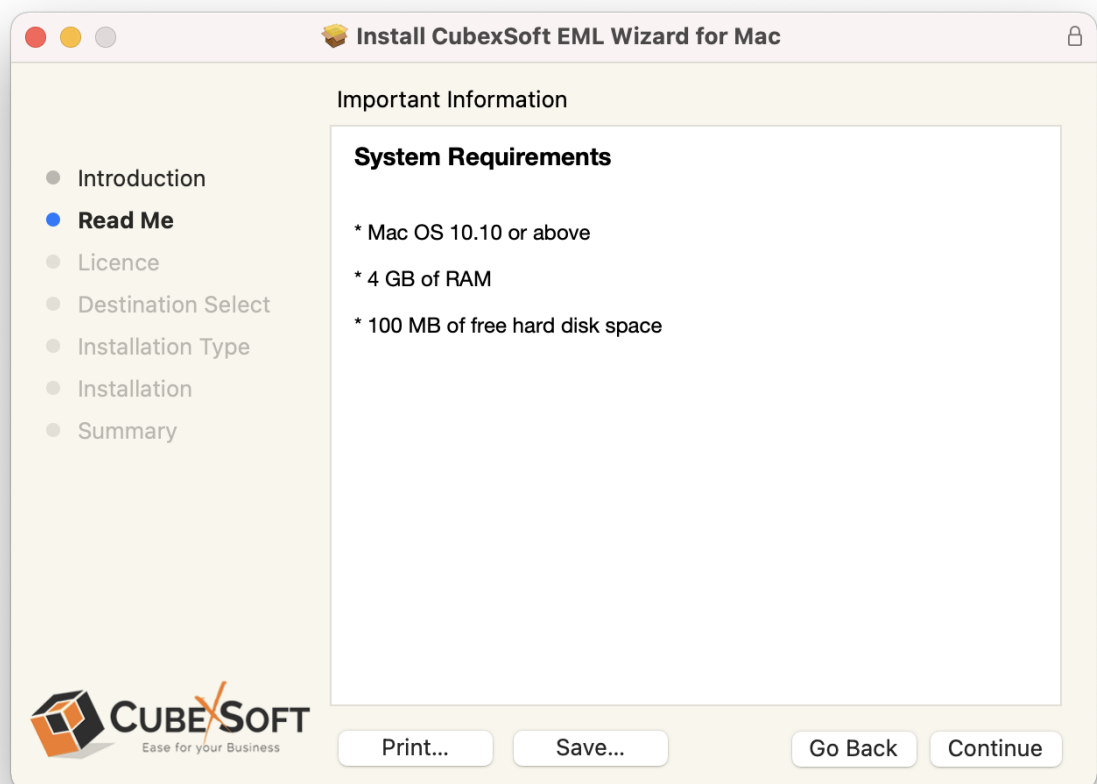 Install CubexSoft EML Wizard for Mac
Important Information
System Requirements
* Mac OS 10.10 or above
* 4 GB of RAM
* 100 MB of free hard disk space
Introduction
Read Me
Licence
Destination Select
Installation Type
Installation
Summary
CUBEXSOFT
Ease for your Business
Print...
Save...
Go Back
Continue